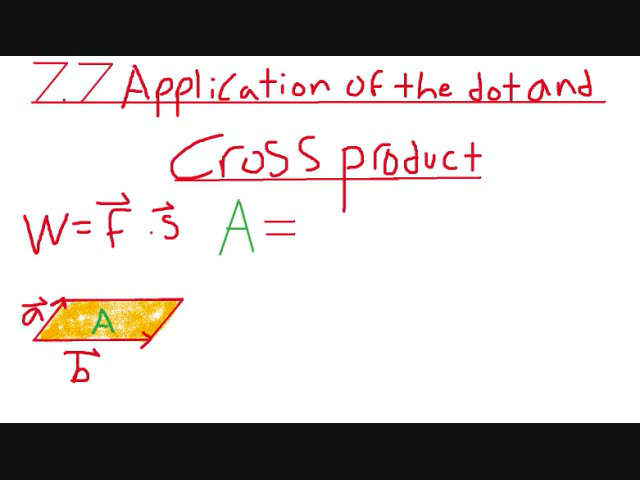 7.7 Application of the dot and
Cross product
W = f⃗ · s⃗ A =
a⃗ A
b⃗